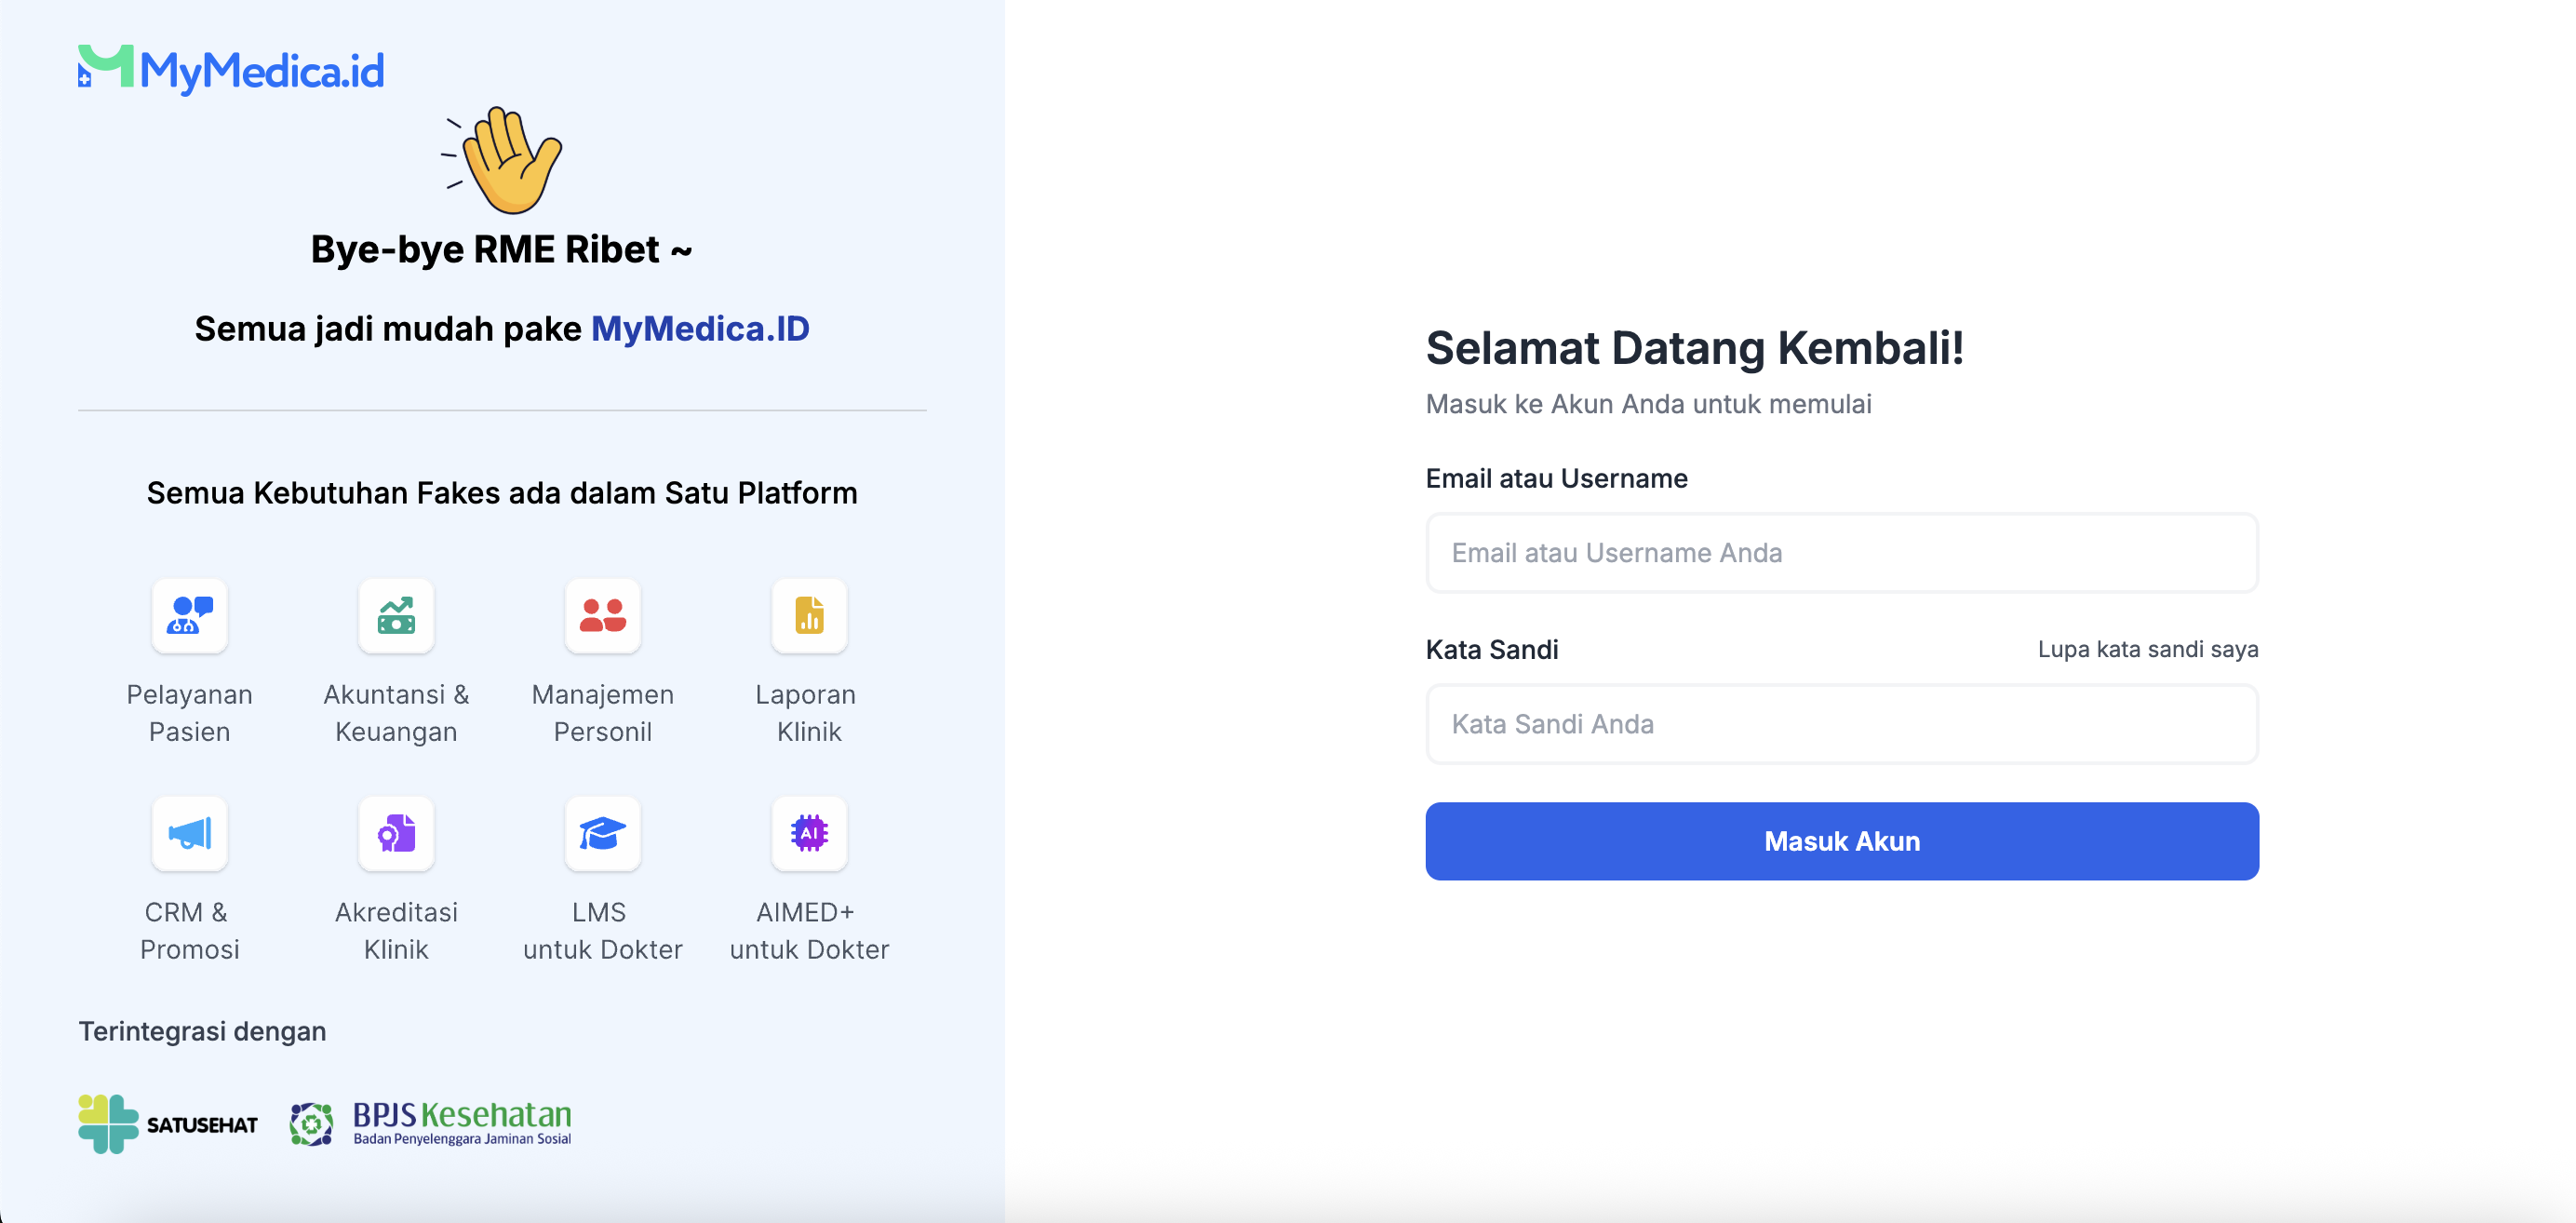 MyMedica.id
Bye-bye RME Ribet ~
Semua jadi mudah pake MyMedica.ID
Semua Kebutuhan Fakes ada dalam Satu Platform
Pelayanan
Pasien
Akuntansi &
Keuangan
Manajemen
Personil
Laporan
Klinik
CRM &
Promosi
Akreditasi
Klinik
LMS
untuk Dokter
AI
AIMED+
untuk Dokter
Terintegrasi dengan
SATUSEHAT
BPJS Kesehatan
Badan Penyelenggara Jaminan Sosial
Selamat Datang Kembali!
Masuk ke Akun Anda untuk memulai
Email atau Username
Email atau Username Anda
Kata Sandi
Lupa kata sandi saya
Kata Sandi Anda
Masuk Akun